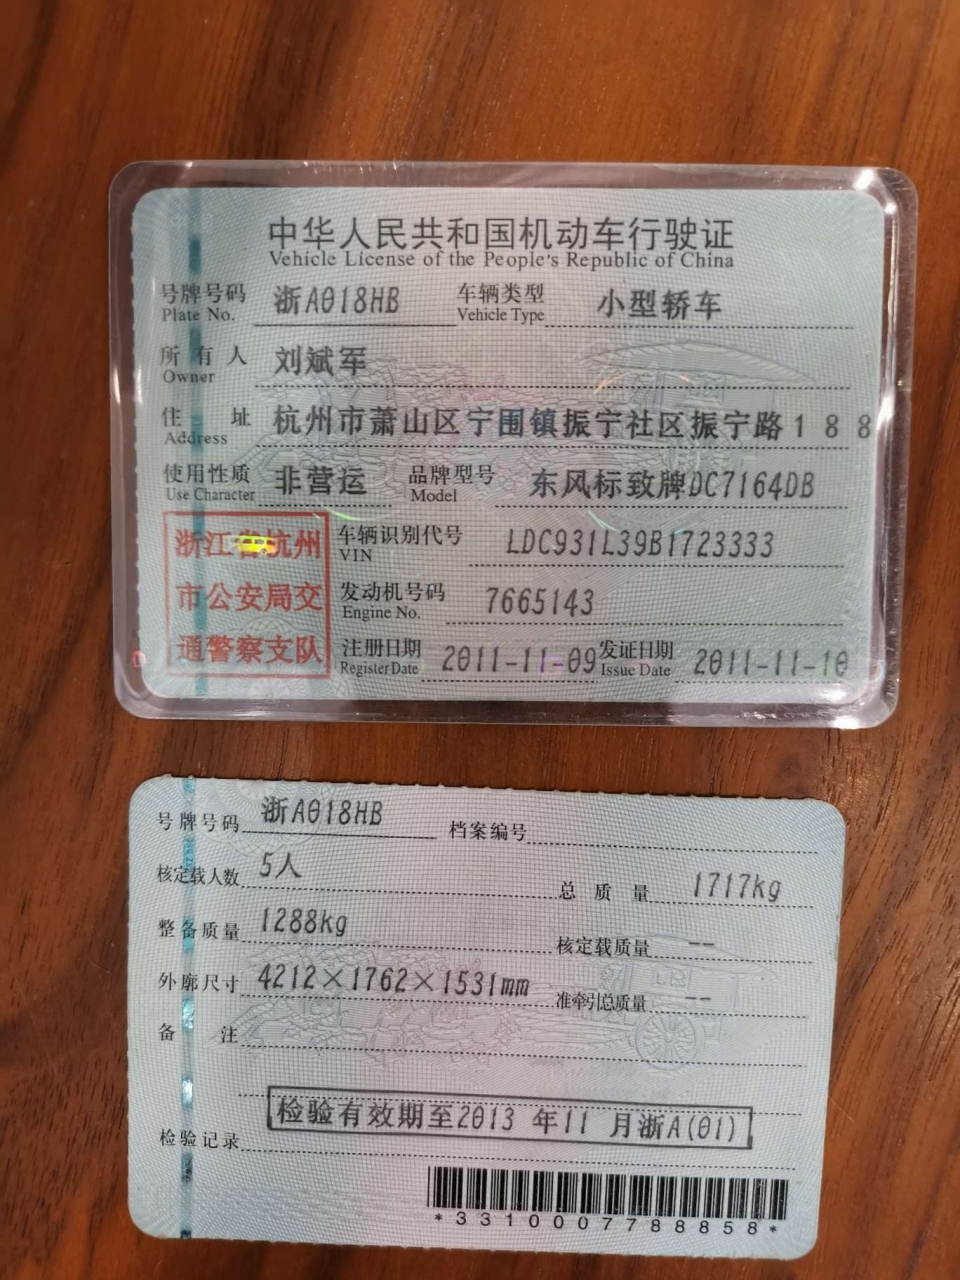 中华人民共和国机动车行驶证
Vehicle License of the People's Republic of China
号牌号码 浙A018HB 车辆类型 小型轿车
Plate No. Vehicle Type
所有人 刘斌军
Owner
住址 杭州市萧山区宁围镇振宁社区振宁路188
Address
使用性质 非营运 品牌型号 东风标致牌DC7164DB
Use Character Model
浙江省杭州
市公安局交
通警察支队
车辆识别代号 LDC931L39B1723333
VIN
发动机号码 7665143
Engine No.
注册日期 2011-11-09 发证日期 2011-11-10
Register Date Issue Date
号牌号码 浙A018HB 档案编号
核定载人数 5人 总质量 1717kg
整备质量 1288kg 核定载质量 --
外廓尺寸 4212×1762×1531mm 准牵引总质量 --
备注
检验有效期至2013年11月浙A(01)
检验记录
*3310007788858*